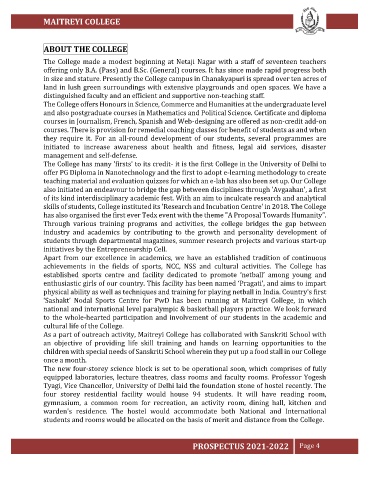 MAITREYI COLLEGE
ABOUT THE COLLEGE
The College made a modest beginning at Netaji Nagar with a staff of seventeen teachers
offering only B.A. (Pass) and B.Sc. (General) courses. It has since made rapid progress both
in size and stature. Presently the College campus in Chanakyapuri is spread over ten acres of
land in lush green surroundings with extensive playgrounds and open spaces. We have a
distinguished faculty and an efficient and supportive non-teaching staff.
The College offers Honours in Science, Commerce and Humanities at the undergraduate level
and also postgraduate courses in Mathematics and Political Science. Certificate and diploma
courses in Journalism, French, Spanish and Web-designing are offered as non-credit add-on
courses. There is provision for remedial coaching classes for benefit of students as and when
they require it. For an all-round development of our students, several programmes are
initiated to increase awareness about health and fitness, legal aid services, disaster
management and self-defense.
The College has many 'firsts' to its credit- it is the first College in the University of Delhi to
offer PG Diploma in Nanotechnology and the first to adopt e-learning methodology to create
teaching material and evaluation quizzes for which an e-lab has also been set up. Our College
also initiated an endeavour to bridge the gap between disciplines through 'Avgaahan', a first
of its kind interdisciplinary academic fest. With an aim to inculcate research and analytical
skills of students, College instituted its 'Research and Incubation Centre' in 2018. The College
has also organised the first ever Tedx event with the theme "A Proposal Towards Humanity".
Through various training programs and activities, the college bridges the gap between
industry and academics by contributing to the growth and personality development of
students through departmental magazines, summer research projects and various start-up
initiatives by the Entrepreneurship Cell.
Apart from our excellence in academics, we have an established tradition of continuous
achievements in the fields of sports, NCC, NSS and cultural activities. The College has
established sports centre and facility dedicated to promote 'netball' among young and
enthusiastic girls of our country. This facility has been named 'Pragati', and aims to impart
physical ability as well as techniques and training for playing netball in India. Country's first
'Sashakt' Nodal Sports Centre for PwD has been running at Maitreyi College, in which
national and international level paralympic & basketball players practice. We look forward
to the whole-hearted participation and involvement of our students in the academic and
cultural life of the College.
As a part of outreach activity, Maitreyi College has collaborated with Sanskriti School with
an objective of providing life skill training and hands on learning opportunities to the
children with special needs of Sanskriti School wherein they put up a food stall in our College
once a month.
The new four-storey science block is set to be operational soon, which comprises of fully
equipped laboratories, lecture theatres, class rooms and faculty rooms. Professor Yogesh
Tyagi, Vice Chancellor, University of Delhi laid the foundation stone of hostel recently. The
four storey residential facility would house 94 students. It will have reading room,
gymnasium, a common room for recreation, an activity room, dining hall, kitchen and
warden's residence. The hostel would accommodate both National and International
students and rooms would be allocated on the basis of merit and distance from the College.
PROSPECTUS 2021-2022 Page 4